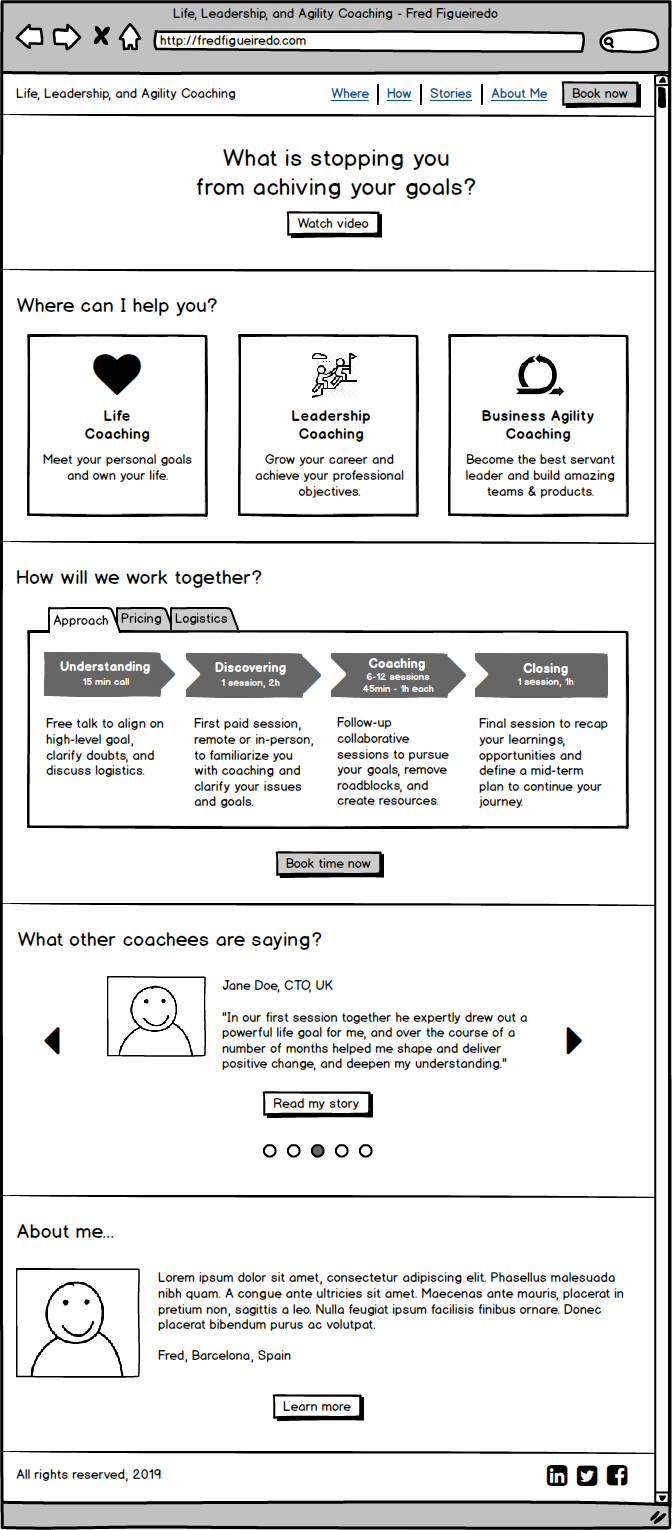 Life, Leadership, and Agility Coaching - Fred Figueiredo
http://fredfigueiredo.com
Life, Leadership, and Agility Coaching
Where
How
Stories
About Me
Book now
What is stopping you
from achiving your goals?
Watch video
Where can I help you?
Life
Coaching
Meet your personal goals
and own your life.
Leadership
Coaching
Grow your career and
achieve your professional
objectives.
Business Agility
Coaching
Become the best servant
leader and build amazing
teams & products.
How will we work together?
Approach
Pricing
Logistics
Understanding
15 min call
Free talk to align on
high-level goal,
clarify doubts, and
discuss logistics.
Discovering
1 session, 2h
First paid session,
remote or in-person,
to familiarize you
with coaching and
clarify your issues
and goals.
Coaching
6-12 sessions
45min - 1h each
Follow-up
collaborative
sessions to pursue
your goals, remove
roadblocks, and
create resources.
Closing
1 session, 1h
Final session to recap
your learnings,
opportunities and
define a mid-term
plan to continue your
journey.
Book time now
What other coachees are saying?
Jane Doe, CTO, UK
"In our first session together he expertly drew out a
powerful life goal for me, and over the course of a
number of months helped me shape and deliver
positive change, and deepen my understanding."
Read my story
About me...
Lorem ipsum dolor sit amet, consectetur adipiscing elit. Phasellus malesuada
nibh quam. A congue ante ultricies sit amet. Maecenas ante mauris, placerat in
pretium non, sagittis a leo. Nulla feugiat ipsum facilisis finibus ornare. Donec
placerat bibendum purus ac volutpat.
Fred, Barcelona, Spain
Learn more
All rights reserved, 2019
in